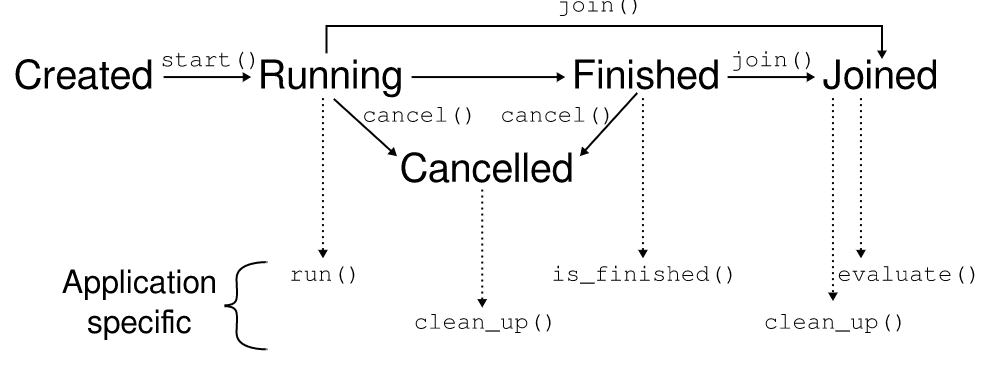 join()
Created start() Running Finished join() Joined
cancel() cancel()
Cancelled
Application
specific
run() is_finished() evaluate()
clean_up() clean_up()